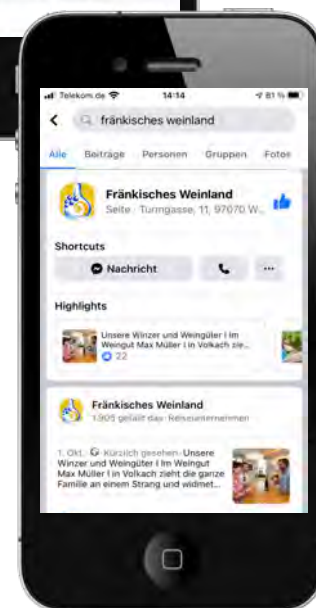 Telekom.de 14:14 81 %
fränkisches weinland
Alle Beiträge Personen Gruppen Fotos
Fränkisches Weinland
Seite · Turmgasse, 11, 97070 W...
Shortcuts
Nachricht
...
Highlights
Unsere Winzer und Weingüter I Im
Weingut Max Müller I in Volkach zie...
22
Fränkisches Weinland
1.905 gefällt das · Reiseunternehmen
1. Okt. · Kürzlich gesehen · Unsere
Winzer und Weingüter I Im Weingut
Max Müller I in Volkach zieht die ganze
Familie an einem Strang und widmet...